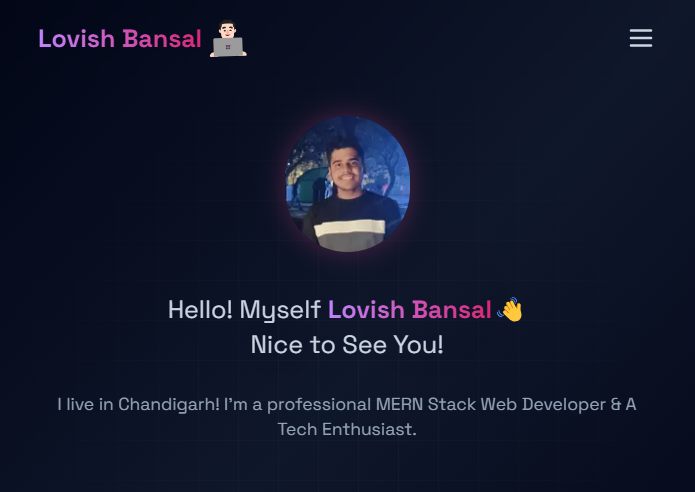 Lovish Bansal
Hello! Myself Lovish Bansal
Nice to See You!
I live in Chandigarh! I'm a professional MERN Stack Web Developer & A
Tech Enthusiast.